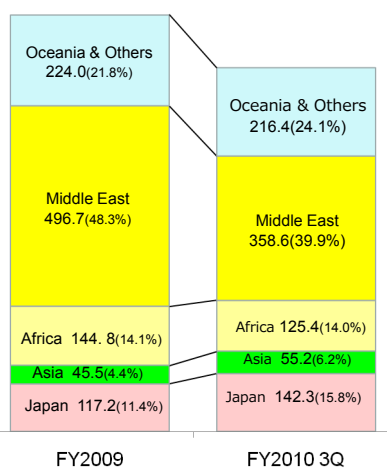 Oceania & Others
224.0(21.8%)
Middle East
496.7(48.3%)
Africa 144. 8(14.1%)
Asia 45.5(4.4%)
Japan 117.2(11.4%)
FY2009
Oceania & Others
216.4(24.1%)
Middle East
358.6(39.9%)
Africa 125.4(14.0%)
Asia 55.2(6.2%)
Japan 142.3(15.8%)
FY2010 3Q